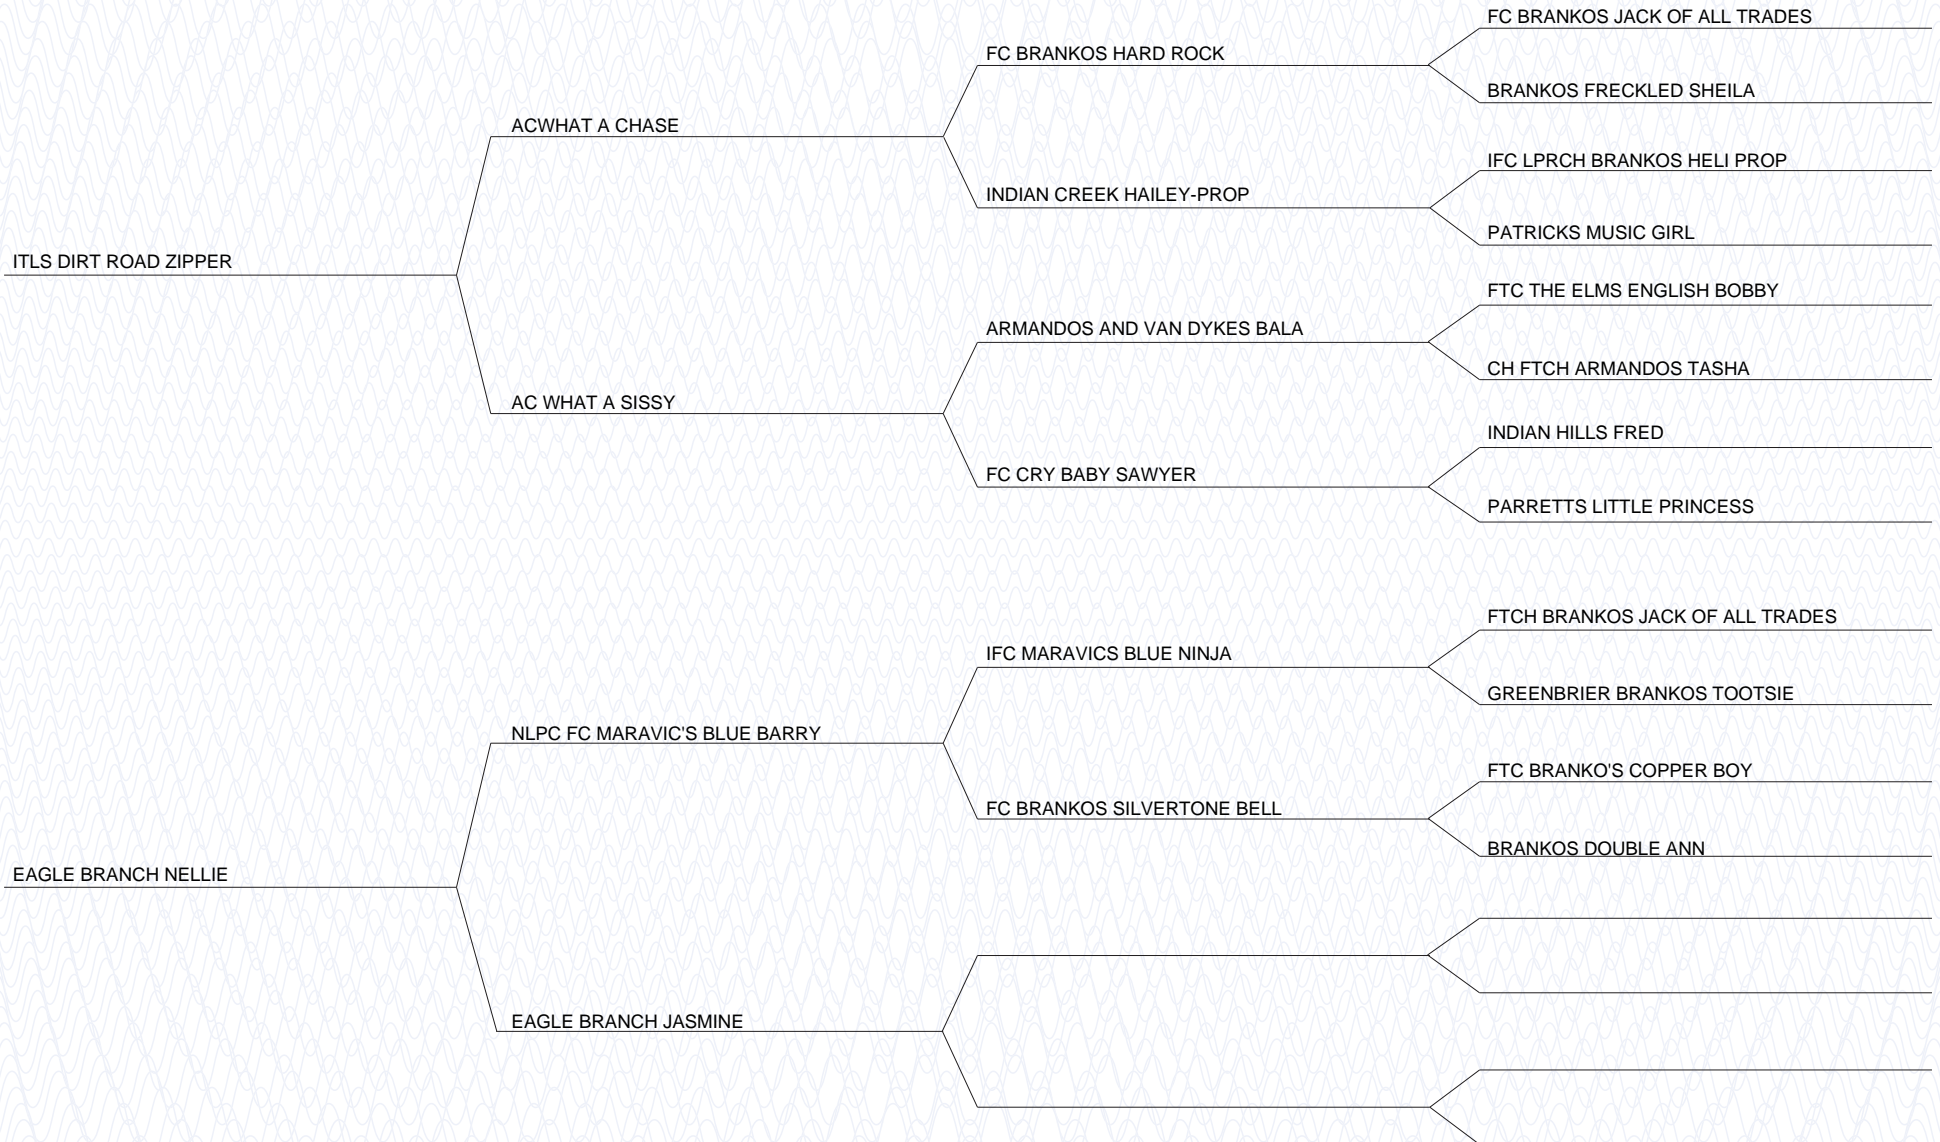 FC BRANKOS JACK OF ALL TRADES
FC BRANKOS HARD ROCK
BRANKOS FRECKLED SHEILA
ACWHAT A CHASE
IFC LPRCH BRANKOS HELI PROP
INDIAN CREEK HAILEY-PROP
PATRICKS MUSIC GIRL
ITLS DIRT ROAD ZIPPER
FTC THE ELMS ENGLISH BOBBY
ARMANDOS AND VAN DYKES BALA
CH FTCH ARMANDOS TASHA
AC WHAT A SISSY
INDIAN HILLS FRED
FC CRY BABY SAWYER
PARRETTS LITTLE PRINCESS
FTCH BRANKOS JACK OF ALL TRADES
IFC MARAVICS BLUE NINJA
GREENBRIER BRANKOS TOOTSIE
NLPC FC MARAVIC'S BLUE BARRY
FTC BRANKO'S COPPER BOY
FC BRANKOS SILVERTONE BELL
BRANKOS DOUBLE ANN
EAGLE BRANCH NELLIE
EAGLE BRANCH JASMINE